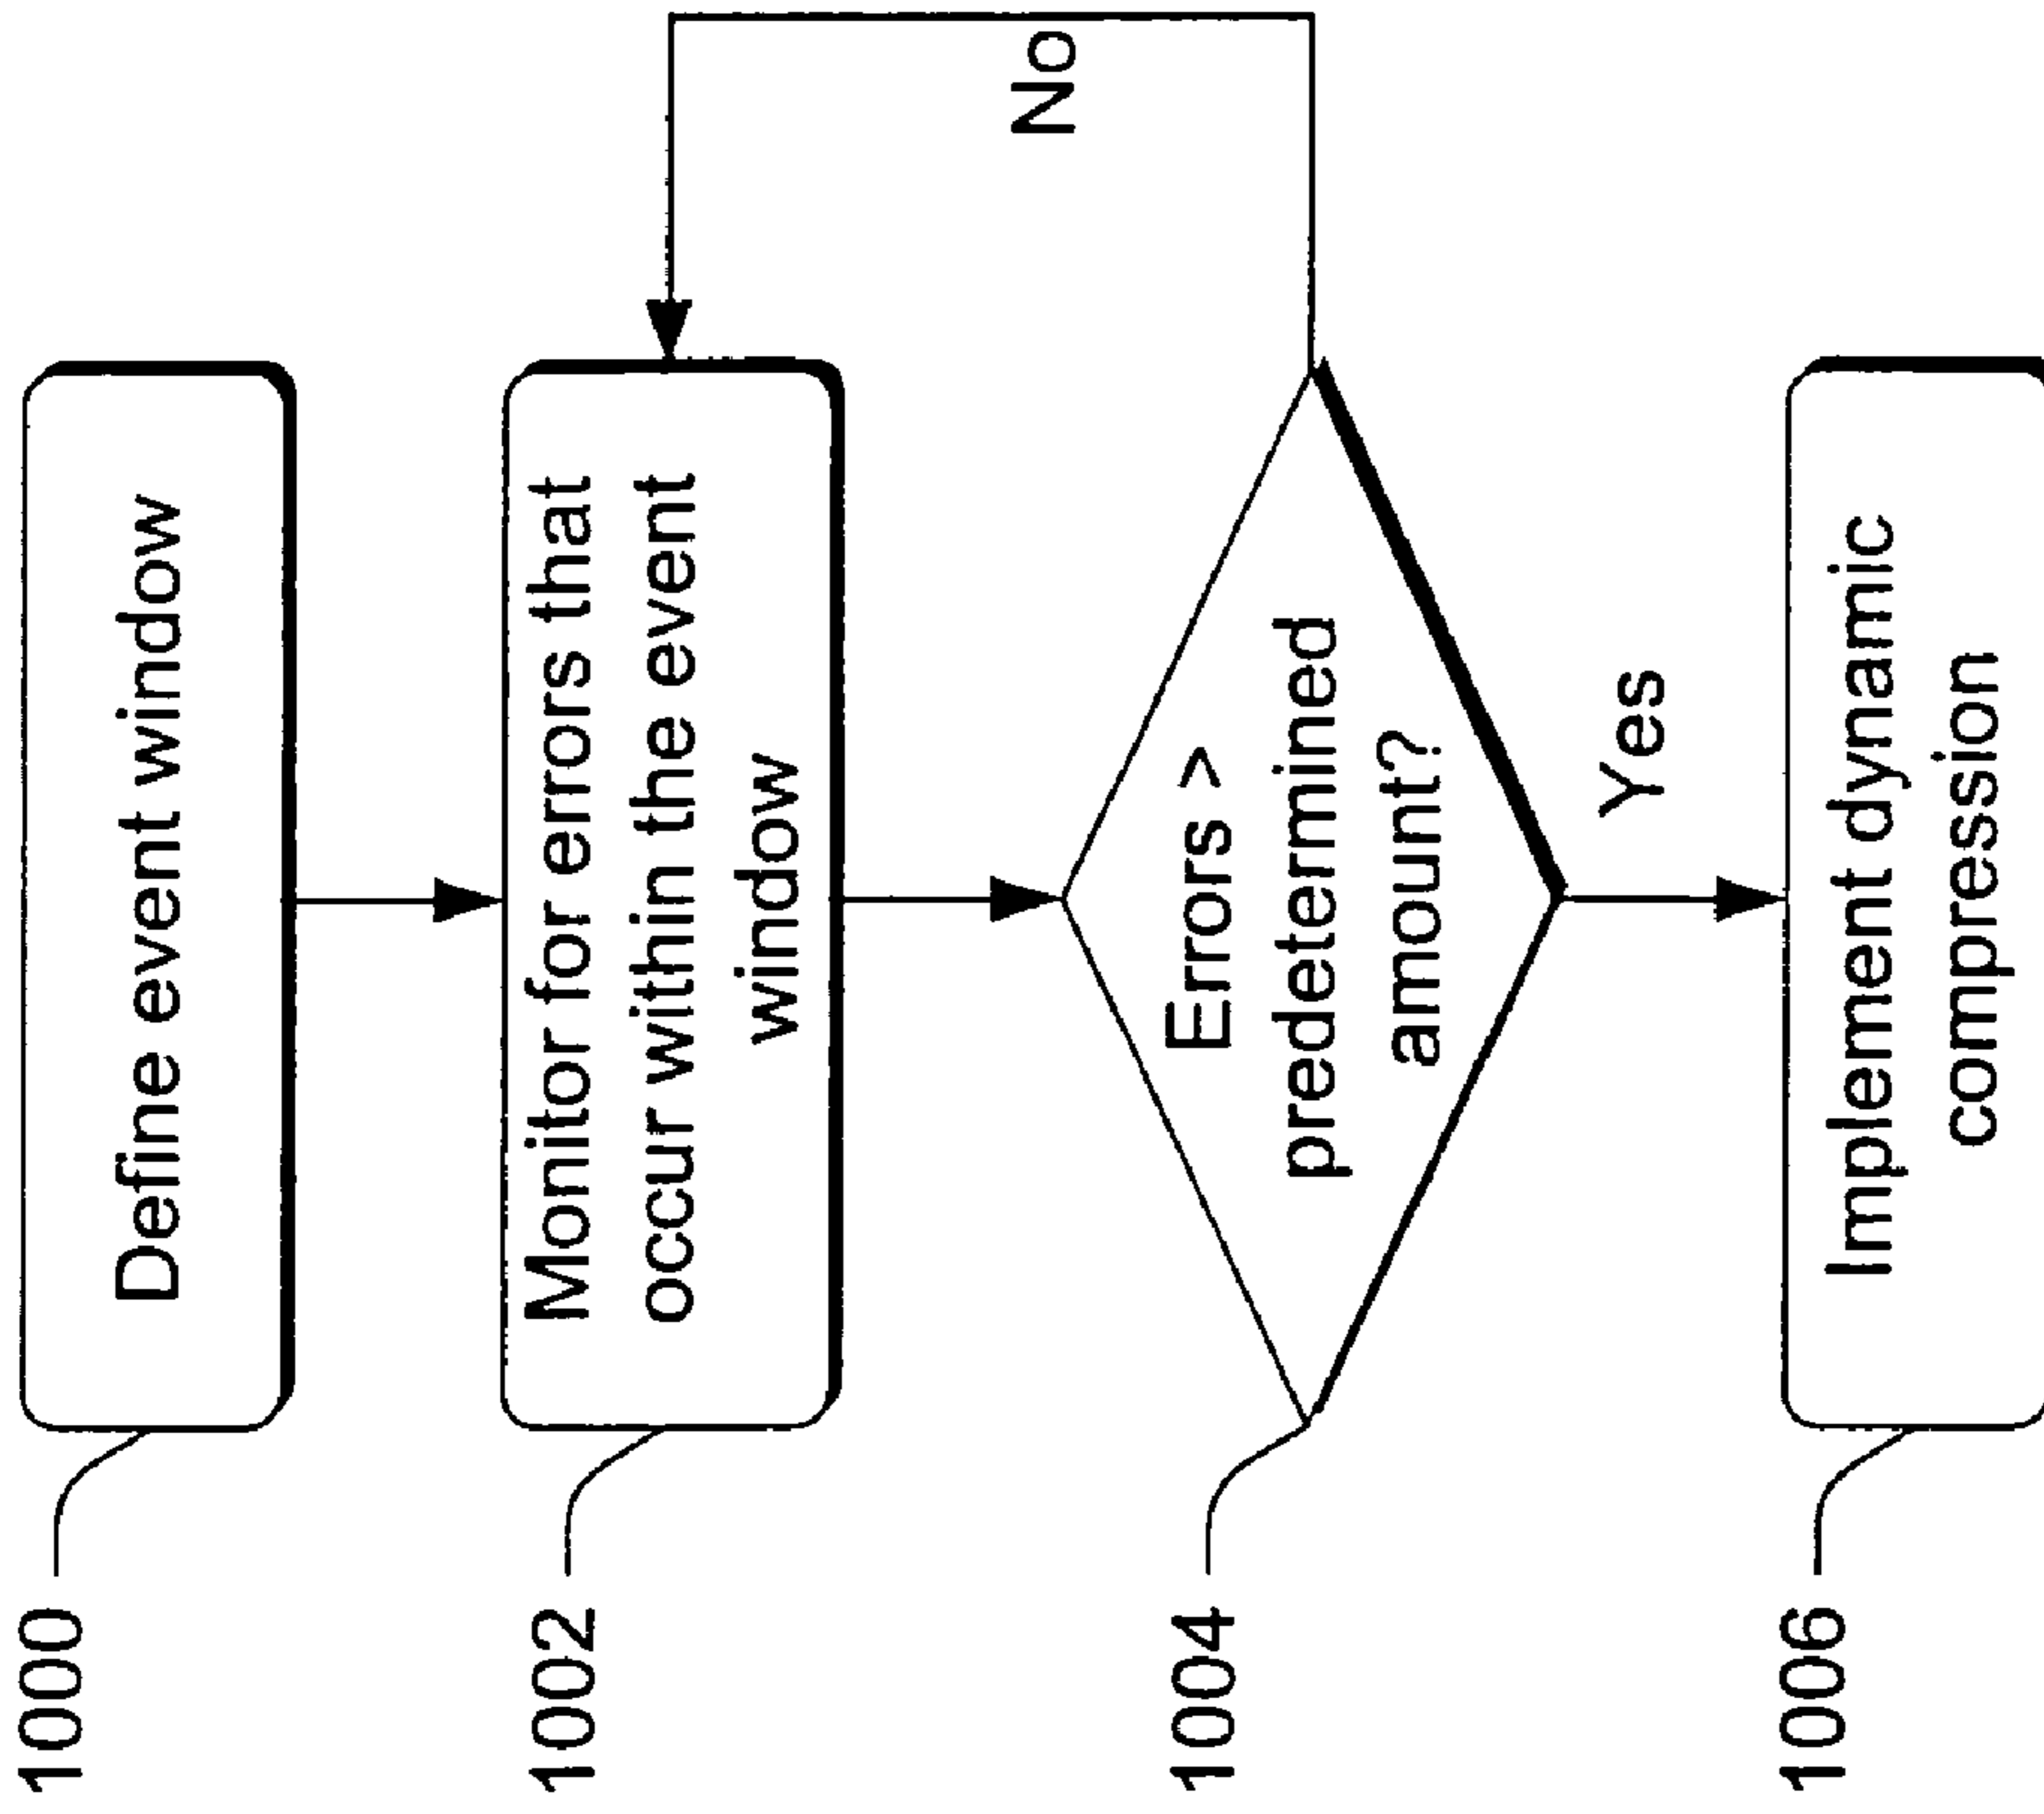 1000
Define event window
1002
Monitor for errors that
occur within the event
window
No
1004
Errors >
predetermined
amount?
Yes
1006
Implement dynamic
compression